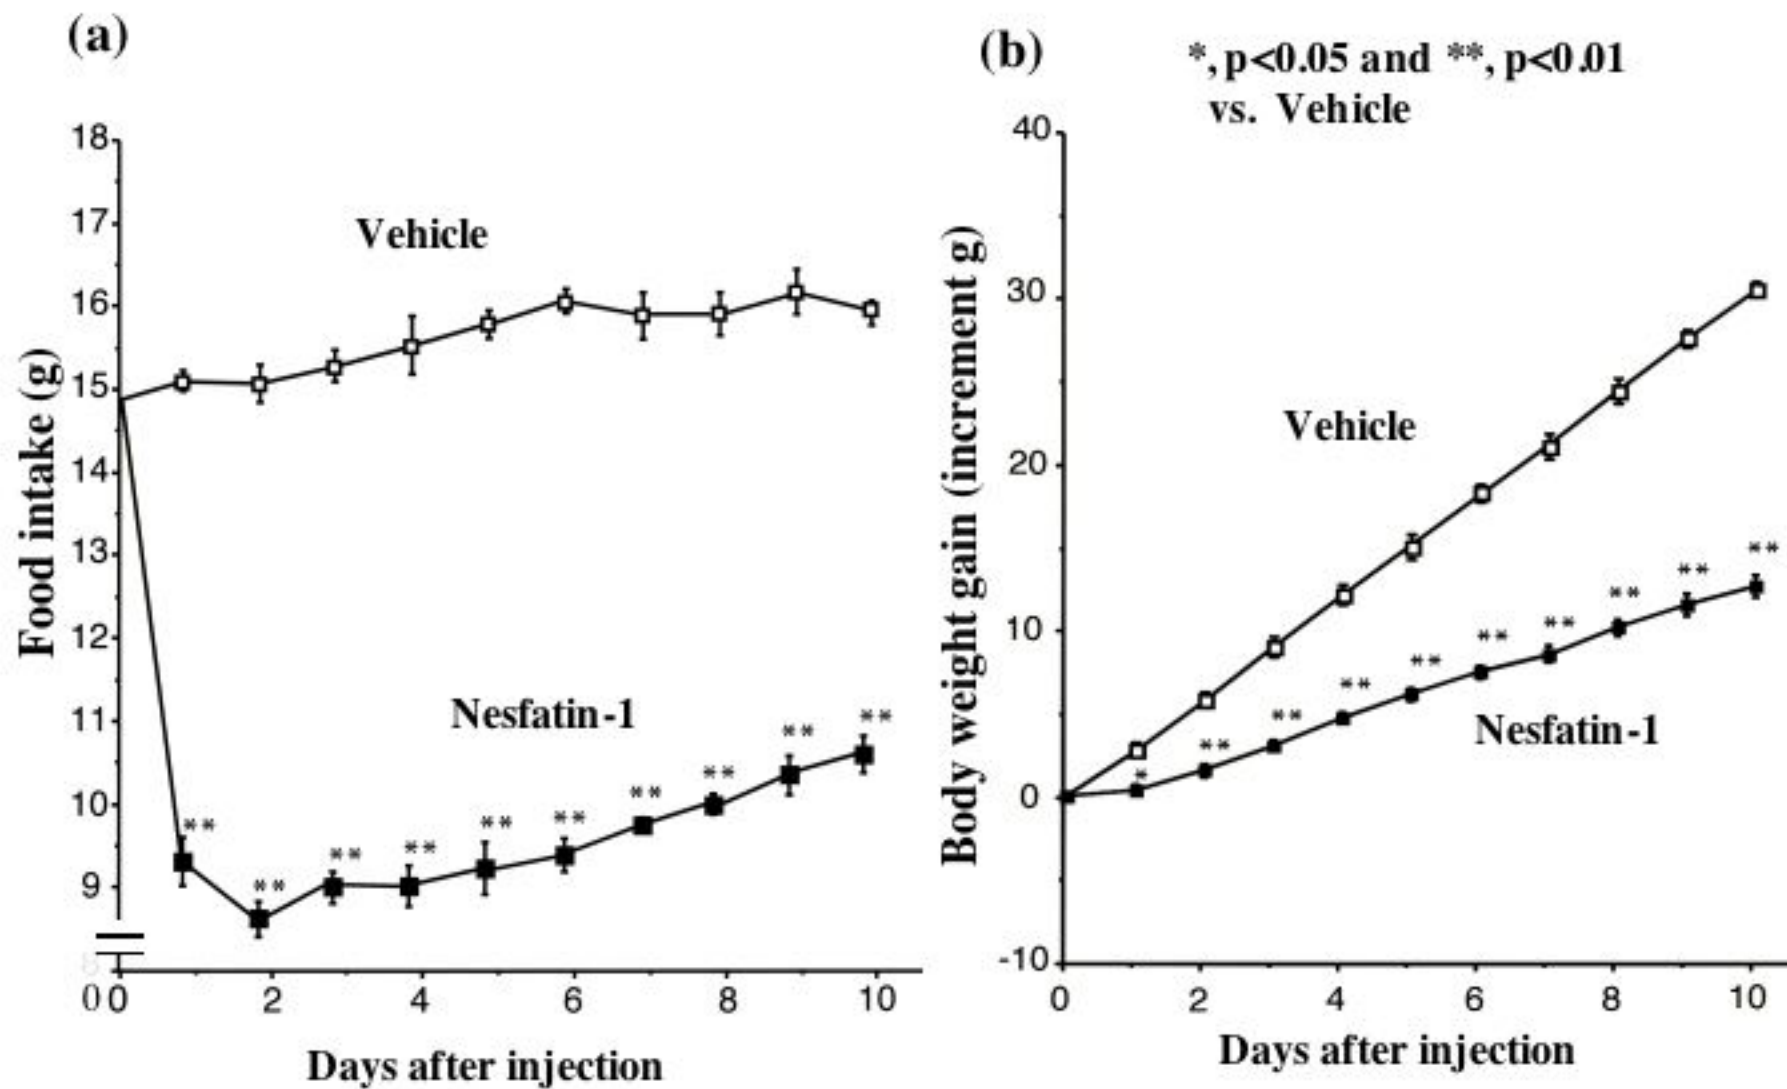 (a)
18
17
16
15
14
13
12
11
10
9
8
0
Food intake (g)
Vehicle
Nesfatin-1
**
**
**
**
**
**
**
**
**
**
0 2 4 6 8 10
Days after injection
(b)
*, p<0.05 and **, p<0.01
vs. Vehicle
40
30
20
10
0
-10
Body weight gain (increment g)
Vehicle
Nesfatin-1
*
**
**
**
**
**
**
**
**
**
0 2 4 6 8 10
Days after injection